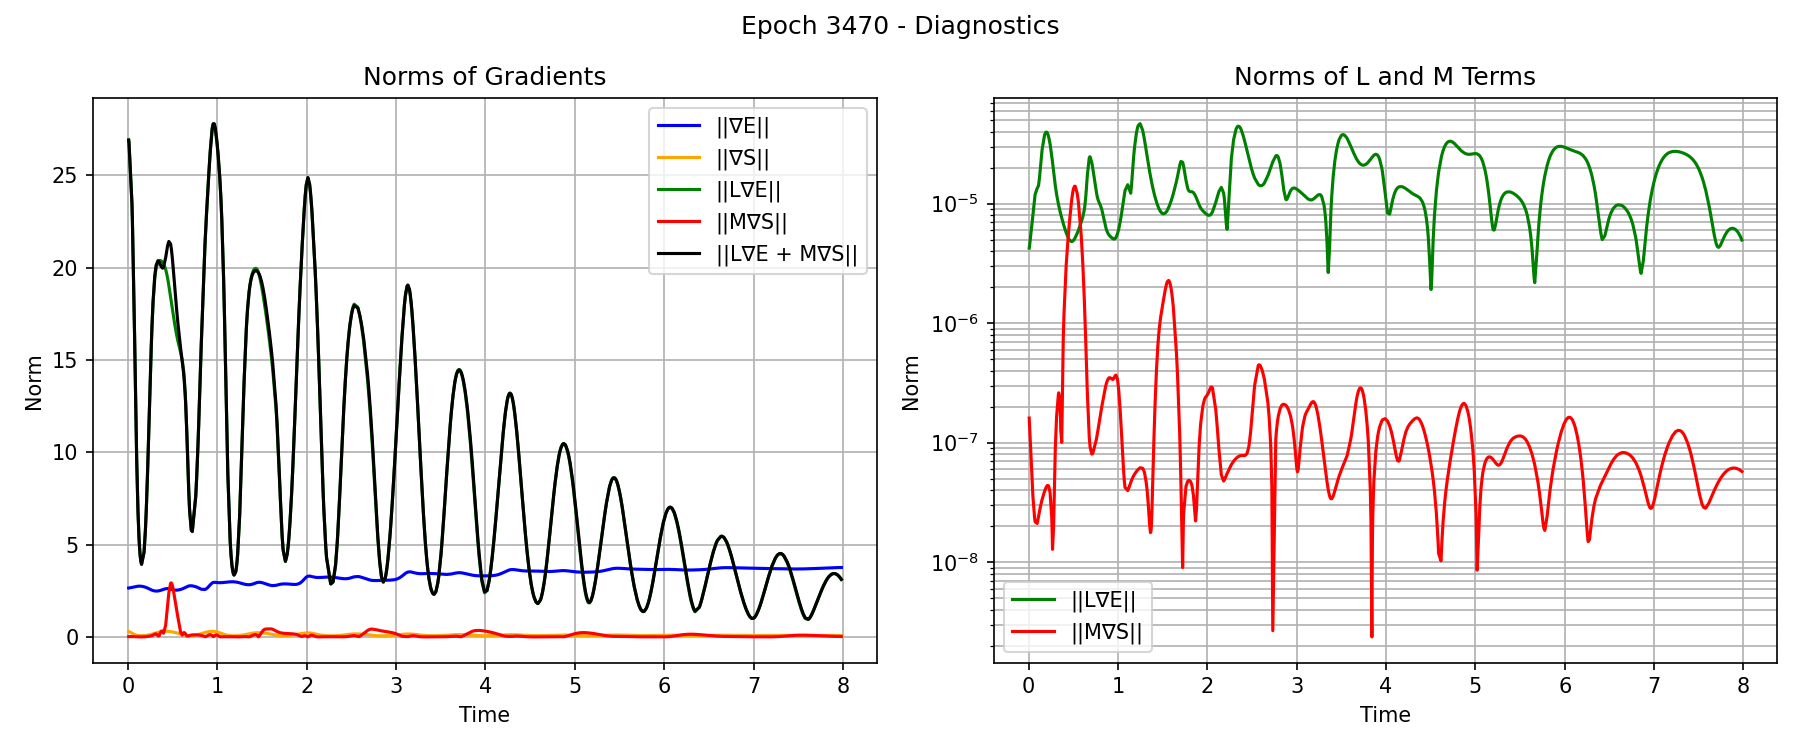 Epoch 3470 - Diagnostics
Norms of Gradients
Norm
25
20
15
10
5
0
||∇E||
||∇S||
||L∇E||
||M∇S||
||L∇E + M∇S||
0 1 2 3 4 5 6 7 8
Time
Norms of L and M Terms
Norm
10⁻⁵
10⁻⁶
10⁻⁷
10⁻⁸
||L∇E||
||M∇S||
0 1 2 3 4 5 6 7 8
Time